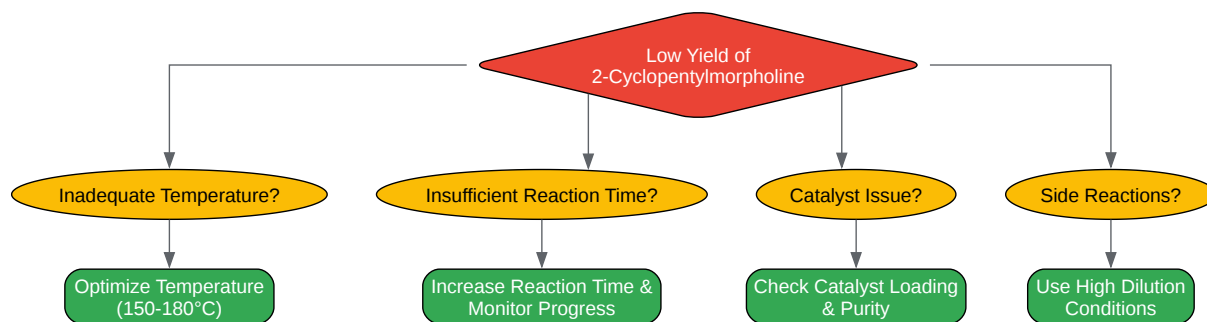 Low Yield of
2-Cyclopentylmorpholine
Inadequate Temperature?
Insufficient Reaction Time?
Catalyst Issue?
Side Reactions?
Optimize Temperature
(150-180°C)
Increase Reaction Time &
Monitor Progress
Check Catalyst Loading
& Purity
Use High Dilution
Conditions